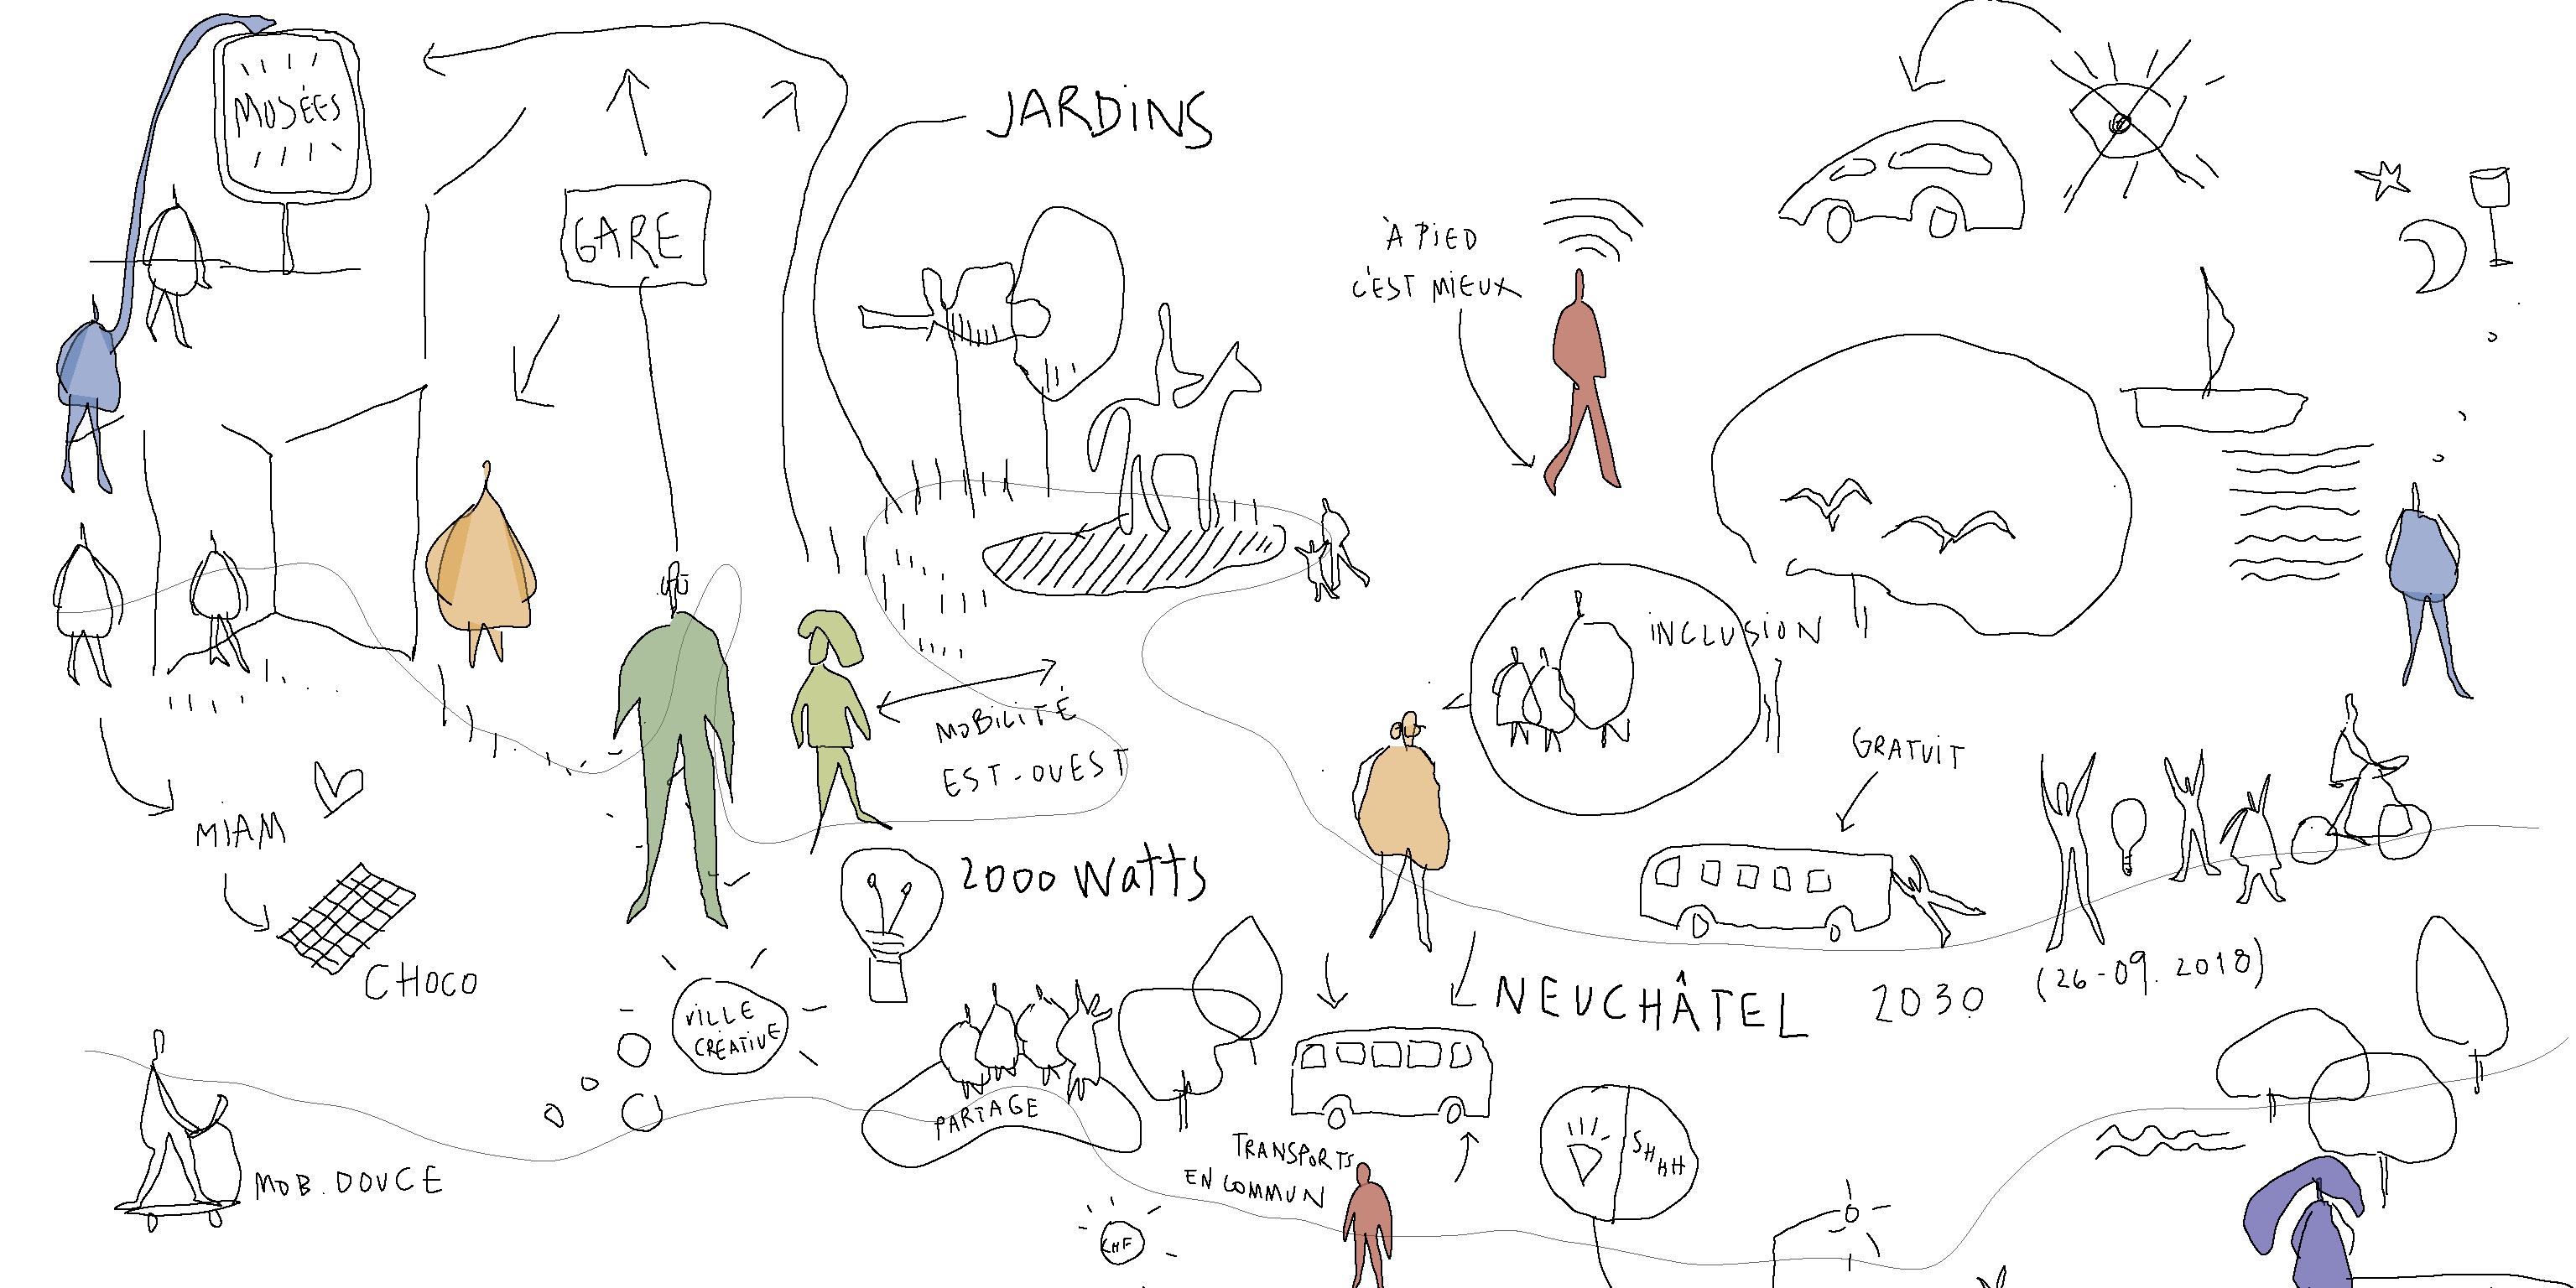 MUSÉES
GARE
JARDINS
À PIED
C'EST MIEUX
INCLUSION
MOBILITÉ
EST-OUEST
GRATUIT
MIAM
CHOCO
2000 Watts
VILLE
CRÉATIVE
NEUCHÂTEL 2030 (26-09.2018)
PARTAGE
TRANSPORTS
EN COMMUN
SHHH
MOB. DOUCE
CHF